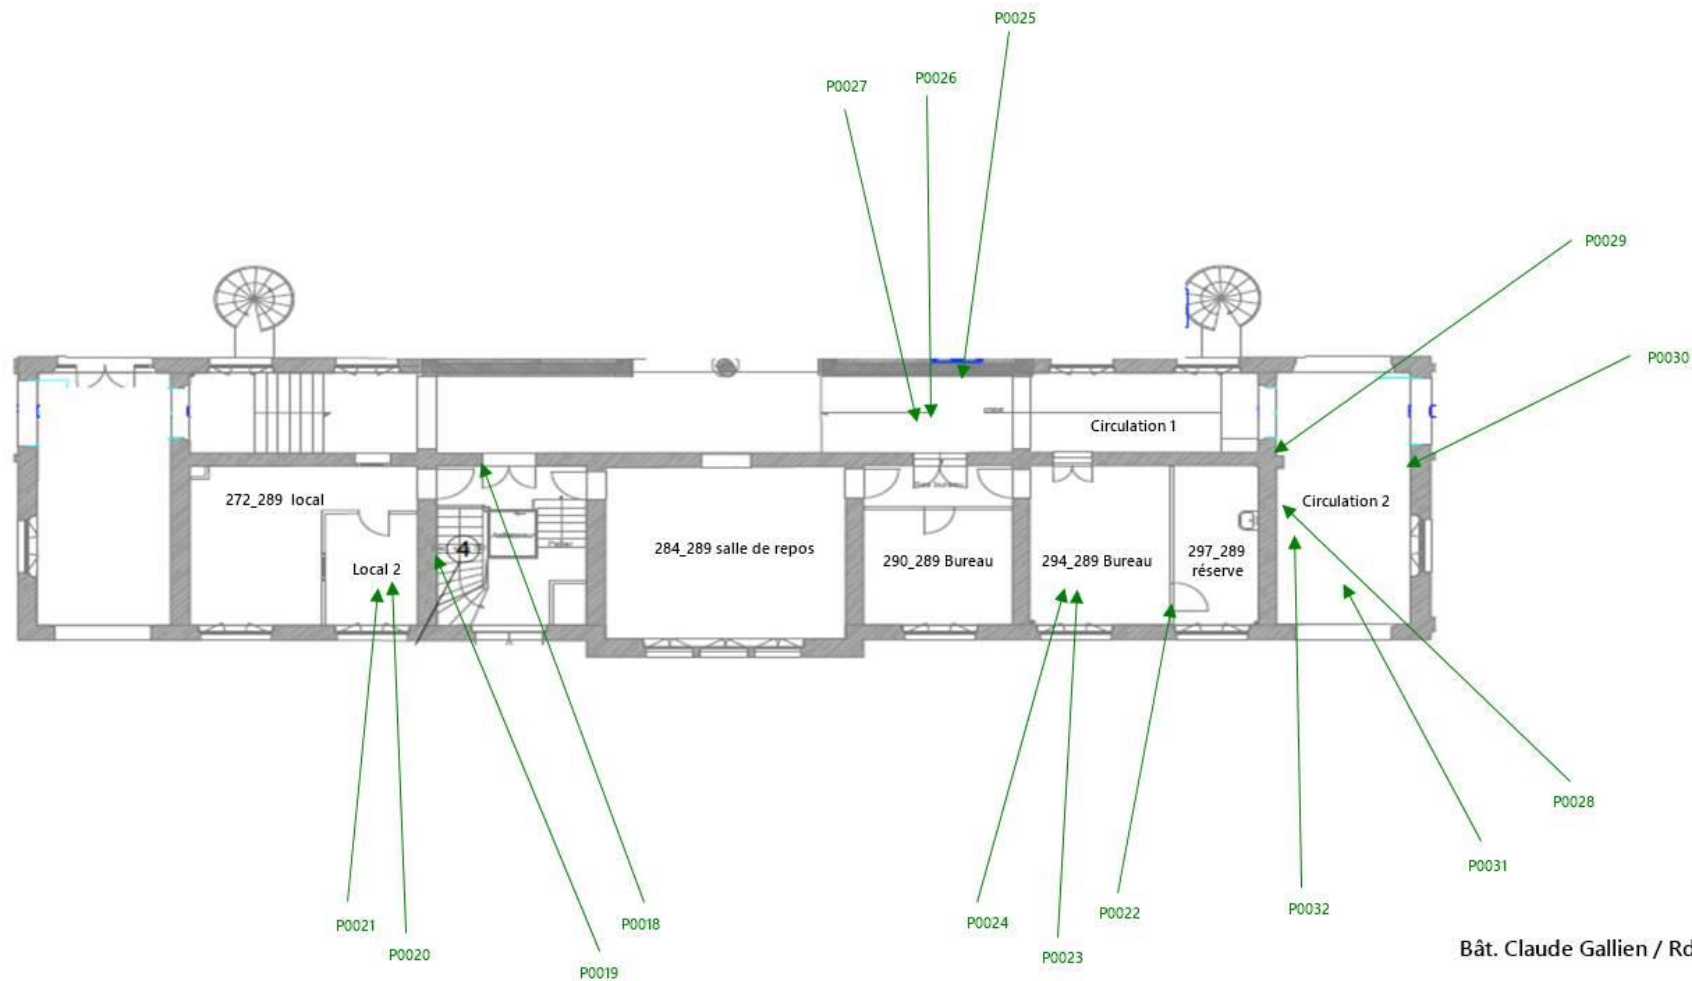 P0025
P0026
P0027
P0029
P0030
Circulation 1
272_289 local
Circulation 2
4
Palier
284_289 salle de repos
290_289 Bureau
294_289 Bureau
297_289
réserve
Local 2
P0028
P0031
P0021
P0018
P0024
P0022
P0032
P0020
P0023
P0019
Bât. Claude Gallien / Rd